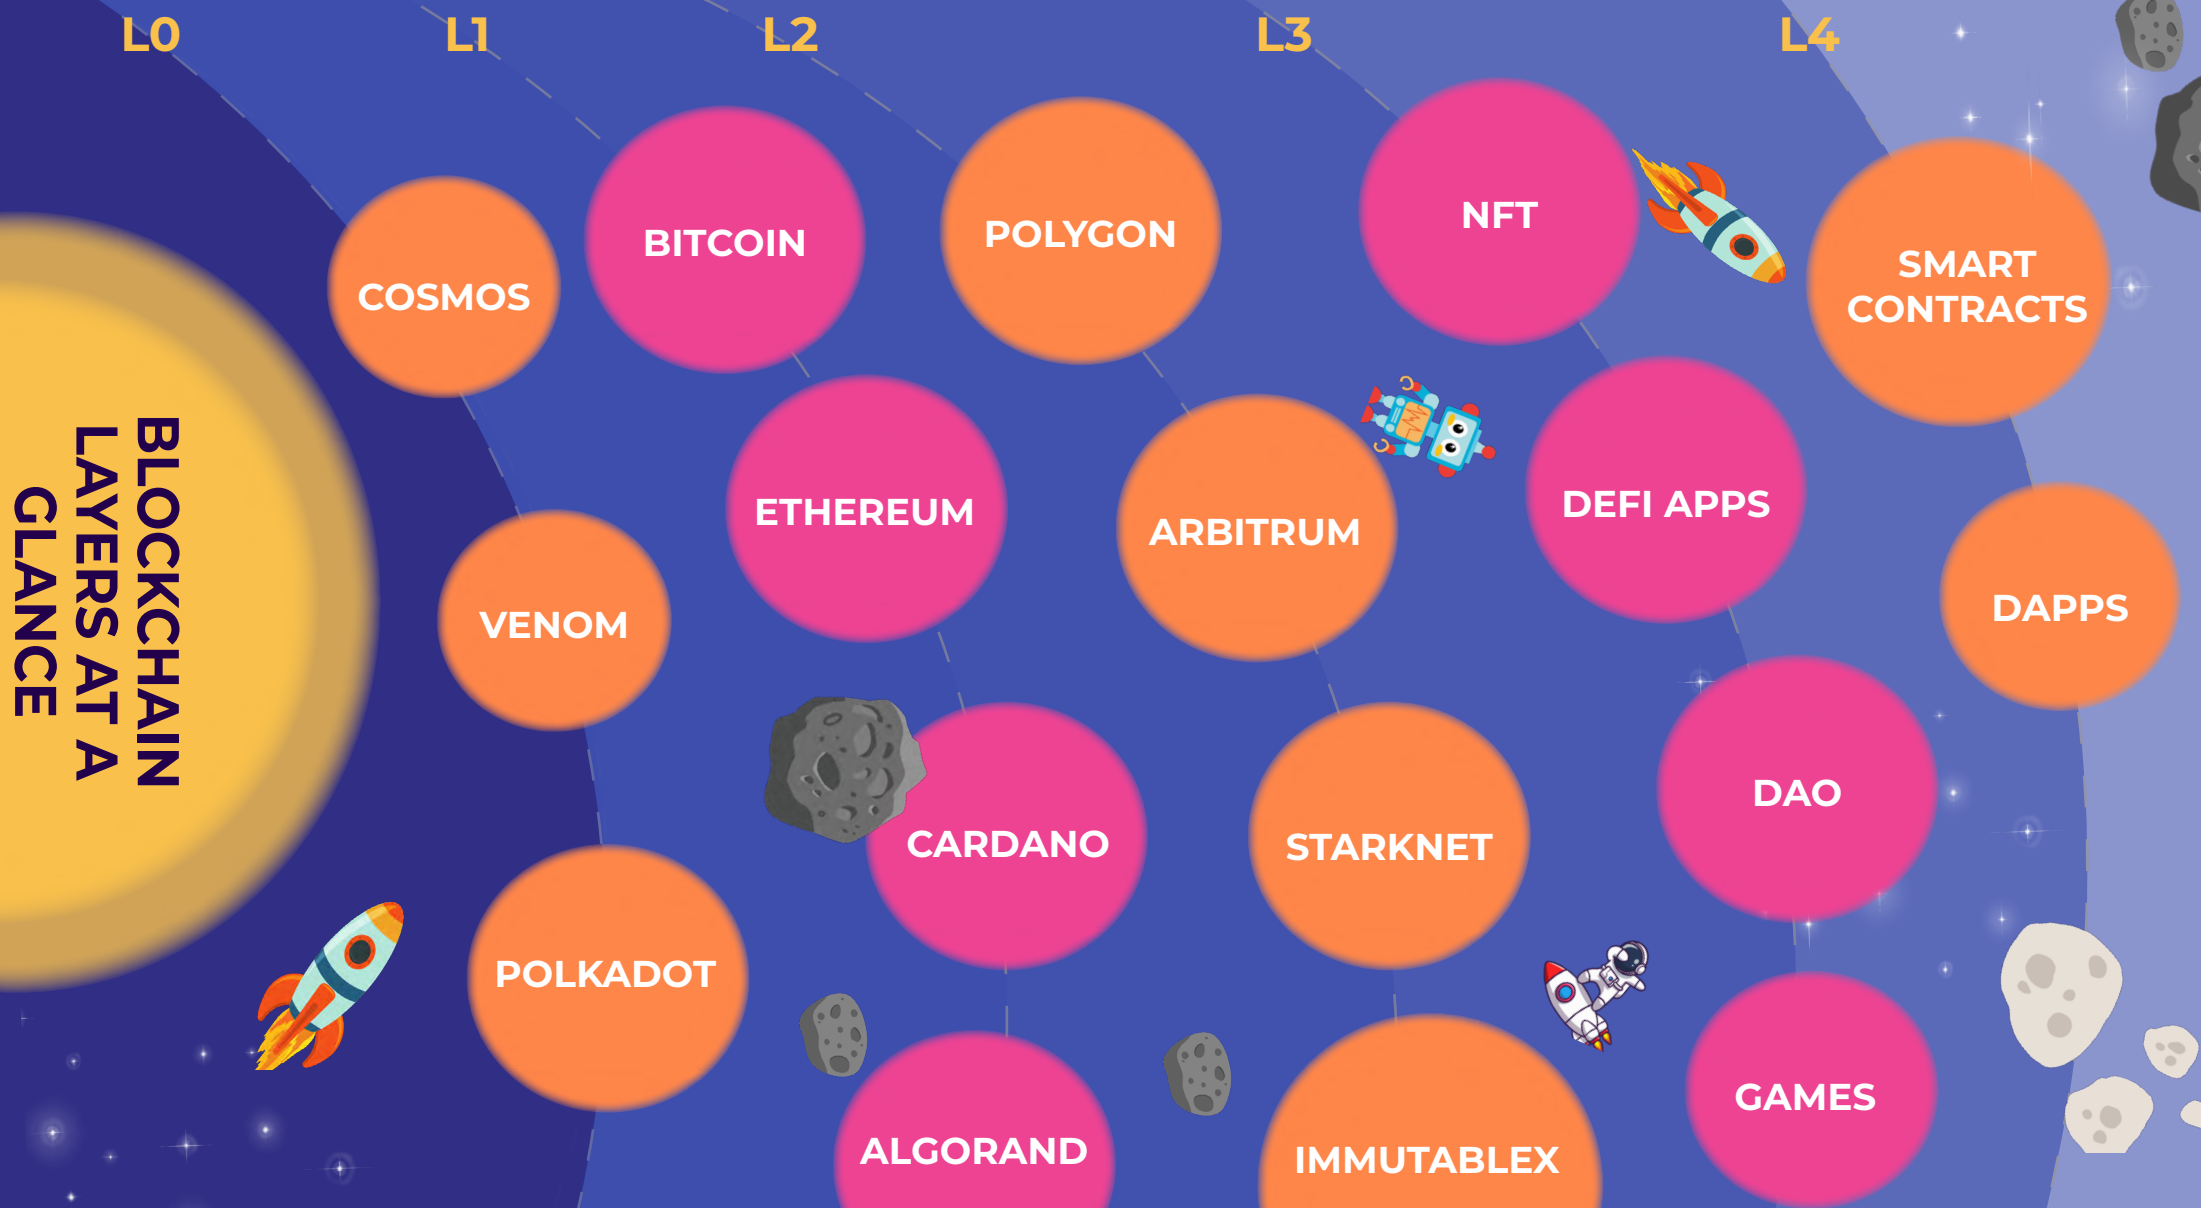 L0
L1
L2
L3
L4
BLOCKCHAIN
LAYERS AT A
GLANCE
COSMOS
VENOM
POLKADOT
BITCOIN
ETHEREUM
CARDANO
ALGORAND
POLYGON
ARBITRUM
STARKNET
IMMUTABLEX
NFT
DEFI APPS
DAO
GAMES
SMART
CONTRACTS
DAPPS